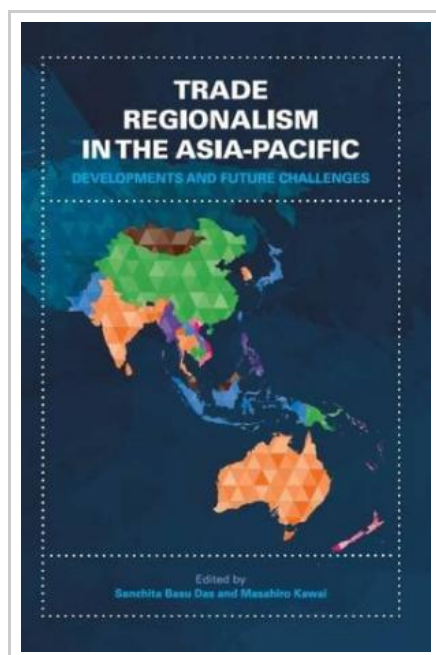 TRADE
REGIONALISM
IN THE ASIA-PACIFIC
DEVELOPMENTS AND FUTURE CHALLENGES
Edited by
Sanchita Basu Das and Masahiro Kawai